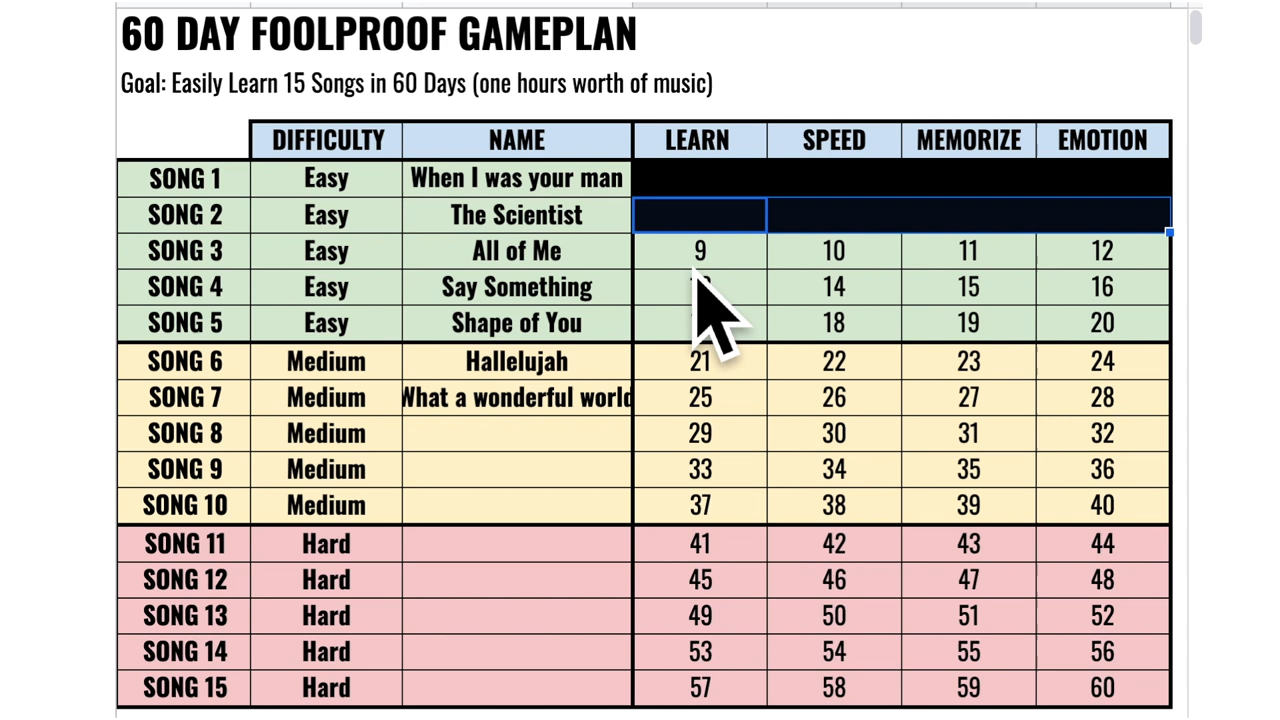 60 DAY FOOLPROOF GAMEPLAN
Goal: Easily Learn 15 Songs in 60 Days (one hours worth of music)
DIFFICULTY NAME LEARN SPEED MEMORIZE EMOTION
SONG 1 Easy When I was your man
SONG 2 Easy The Scientist
SONG 3 Easy All of Me 9 10 11 12
SONG 4 Easy Say Something 14 15 16
SONG 5 Easy Shape of You 18 19 20
SONG 6 Medium Hallelujah 21 22 23 24
SONG 7 Medium What a wonderful world 25 26 27 28
SONG 8 Medium 29 30 31 32
SONG 9 Medium 33 34 35 36
SONG 10 Medium 37 38 39 40
SONG 11 Hard 41 42 43 44
SONG 12 Hard 45 46 47 48
SONG 13 Hard 49 50 51 52
SONG 14 Hard 53 54 55 56
SONG 15 Hard 57 58 59 60